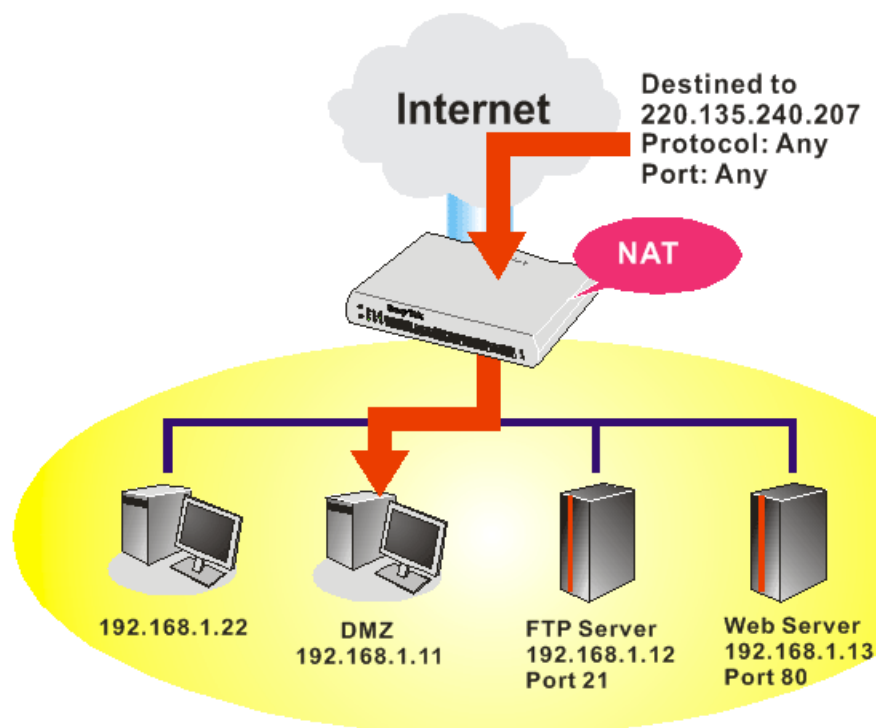 Internet
Destined to
220.135.240.207
Protocol: Any
Port: Any
NAT
192.168.1.22
DMZ
192.168.1.11
FTP Server
192.168.1.12
Port 21
Web Server
192.168.1.13
Port 80